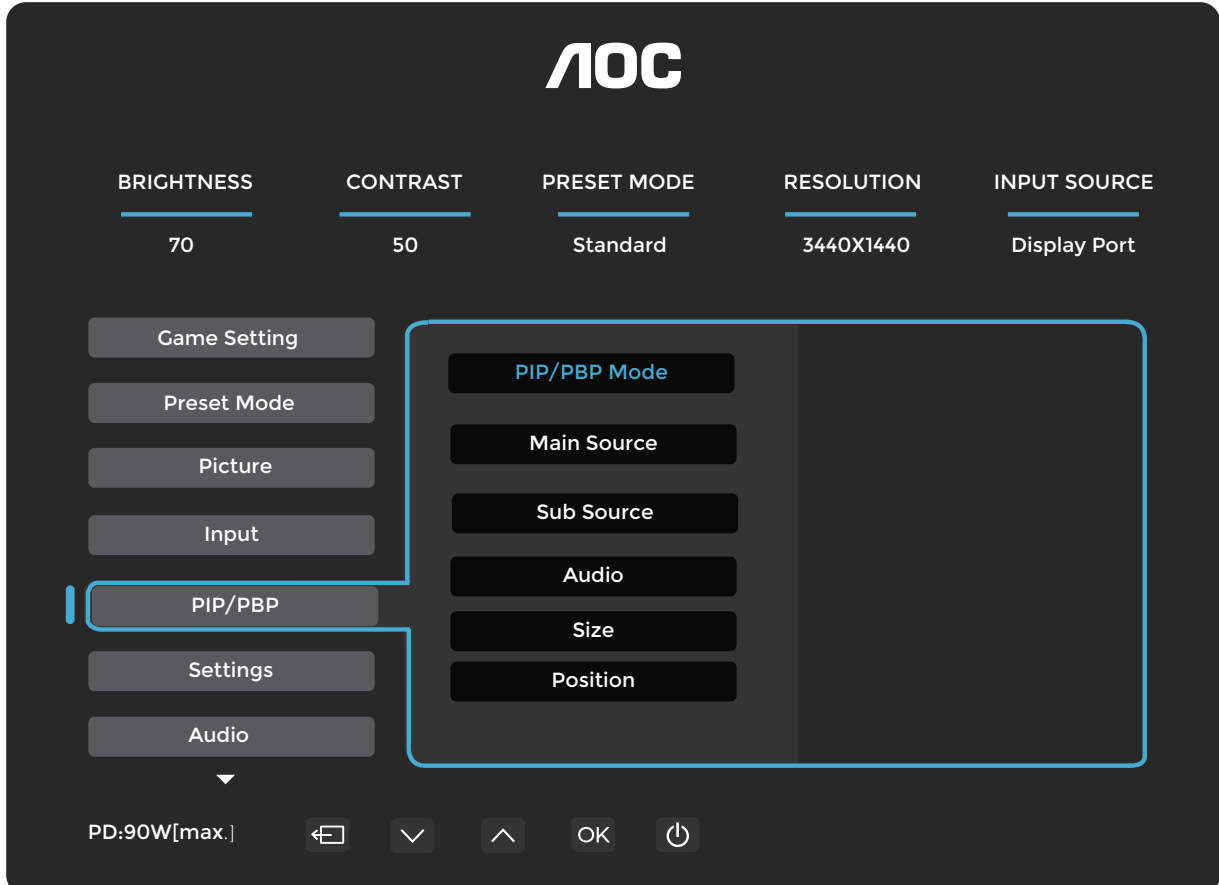 AOC
BRIGHTNESS CONTRAST PRESET MODE RESOLUTION INPUT SOURCE
70 50 Standard 3440X1440 Display Port
Game Setting
Preset Mode
Picture
Input
PIP/PBP
Settings
Audio
PIP/PBP Mode
Main Source
Sub Source
Audio
Size
Position
PD:90W[max.]
OK